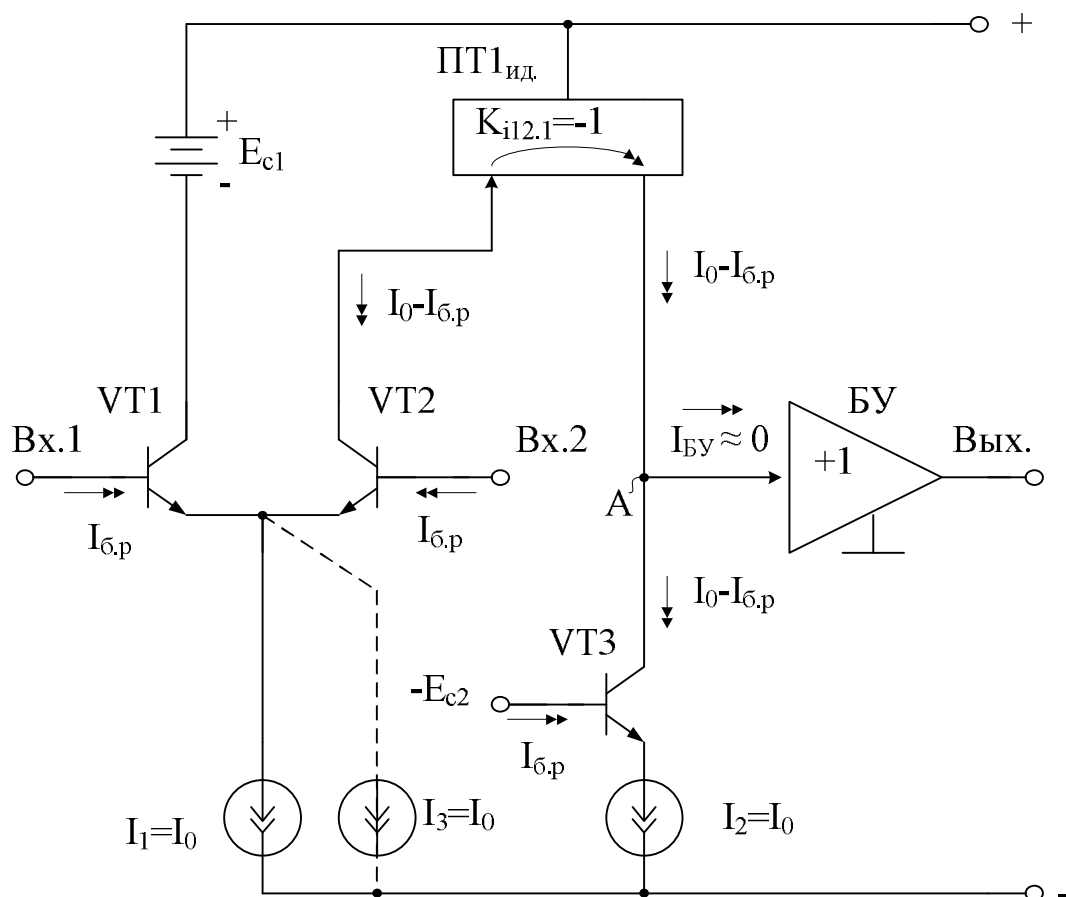 +
ПТ1ид.
Ki12.1=-1
+
Ec1
-
I0-Iб.р
I0-Iб.р
VT1
VT2
БУ
Вх.1
Вх.2
IБУ ≈ 0
+1
Вых.
А
Iб.р
Iб.р
I0-Iб.р
VT3
-Ec2
Iб.р
I1=I0
I3=I0
I2=I0
-